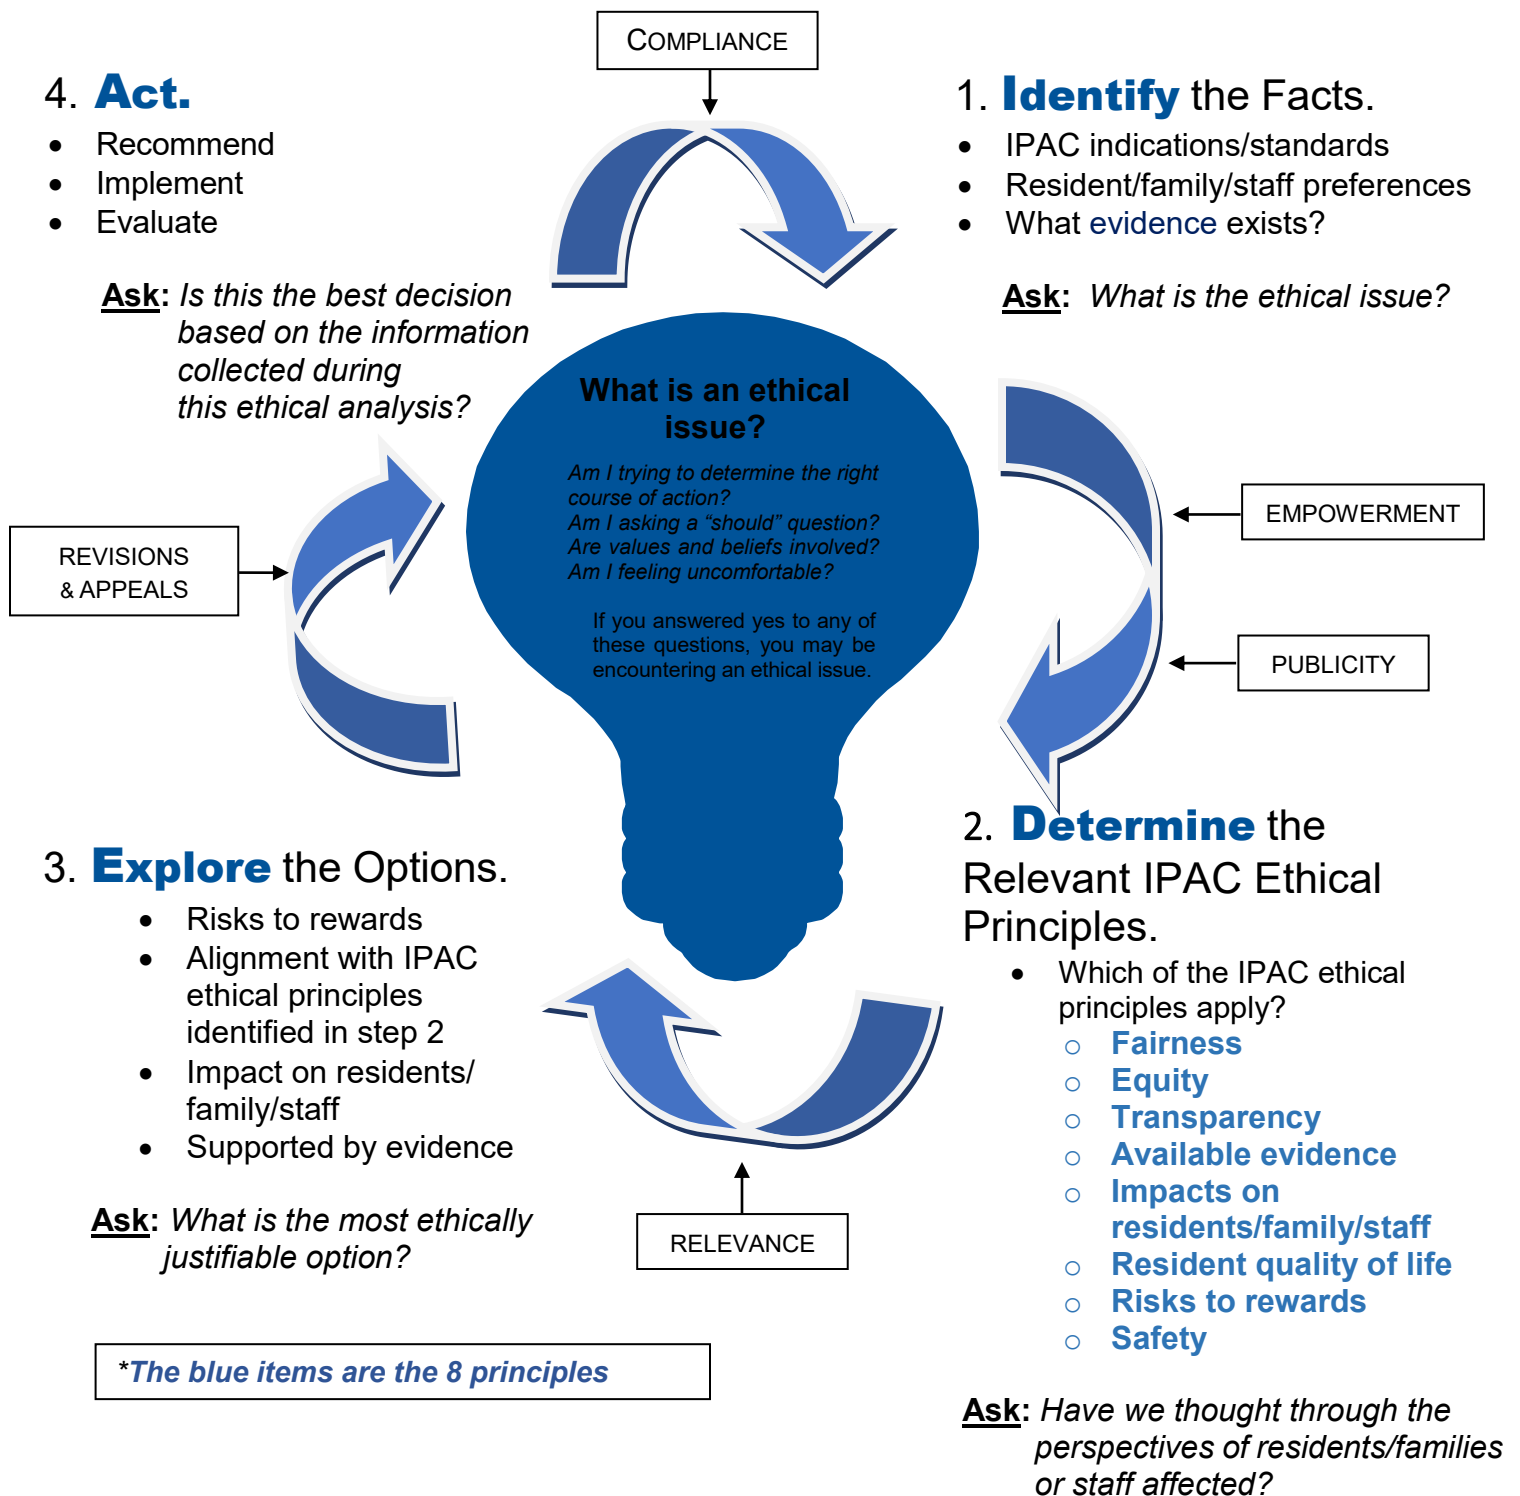 COMPLIANCE
4. Act.
• Recommend
• Implement
• Evaluate
Ask: Is this the best decision
based on the information
collected during
this ethical analysis?
1. Identify the Facts.
• IPAC indications/standards
• Resident/family/staff preferences
• What evidence exists?
Ask: What is the ethical issue?
What is an ethical
issue?
Am I trying to determine the right
course of action?
Am I asking a “should” question?
Are values and beliefs involved?
Am I feeling uncomfortable?
If you answered yes to any of
these questions, you may be
encountering an ethical issue.
EMPOWERMENT
PUBLICITY
REVISIONS
& APPEALS
2. Determine the
Relevant IPAC Ethical
Principles.
• Which of the IPAC ethical
principles apply?
o Fairness
o Equity
o Transparency
o Available evidence
o Impacts on
residents/family/staff
o Resident quality of life
o Risks to rewards
o Safety
Ask: Have we thought through the
perspectives of residents/families
or staff affected?
3. Explore the Options.
• Risks to rewards
• Alignment with IPAC
ethical principles
identified in step 2
• Impact on residents/
family/staff
• Supported by evidence
Ask: What is the most ethically
justifiable option?
RELEVANCE
*The blue items are the 8 principles